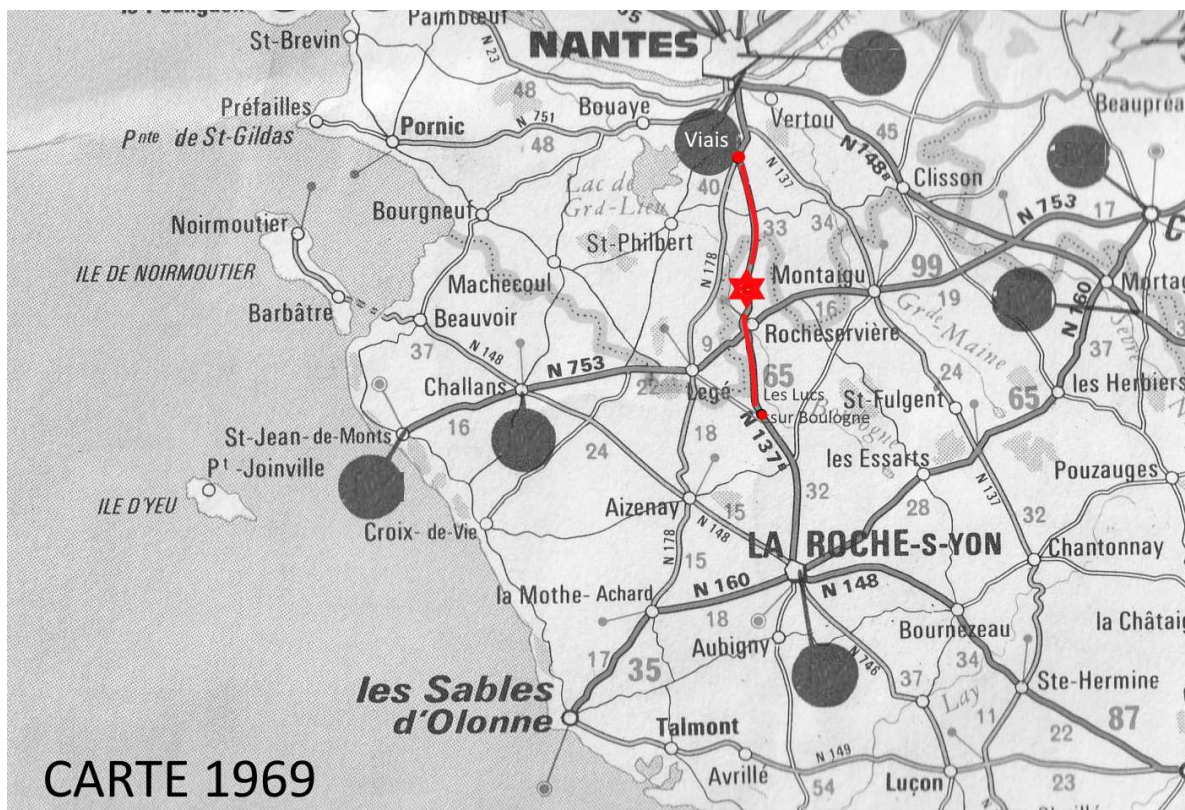 Paimbœuf
St-Brevin
N 23
NANTES
LOIRE
48
Préfailles
Bouaye
Vertou
Beaupréa
Pnte de St-Gildas
Pornic
N 751
48
Viais
45
N 148B
40
N 137
Clisson
Lac de
Grd-Lieu
N 753
17
Noirmoutier
Bourgneuf
34
33
St-Philbert
N 178
ILE DE NOIRMOUTIER
Machecoul
Montaigu
99
Mortag
16
19
Grde Maine
N 160
Barbâtre
Beauvoir
Rocheservière
Sèvre
37
N 148
9
37
N 753
65
24
Challans
22
Legé
les Herbiers
Les Lucs
sur Boulogne
Boulogne
St-Fulgent
65
St-Jean-de-Monts
16
18
N 137B
Pt -Joinville
24
les Essarts
Pouzauges
ILE D'YEU
32
28
N 137
Aizenay
15
Croix-de-Vie
N 148
32
LA ROCHE-S-YON
Chantonnay
N 178
15
N 160
N 148
la Mothe-Achard
18
Bournezeau
la Châtaig
Aubigny
17
35
N 746
37
34
Ste-Hermine
les Sables
d'Olonne
Lay
11
87
Talmont
22
N 149
Avrillé
54
Luçon
23
CARTE 1969